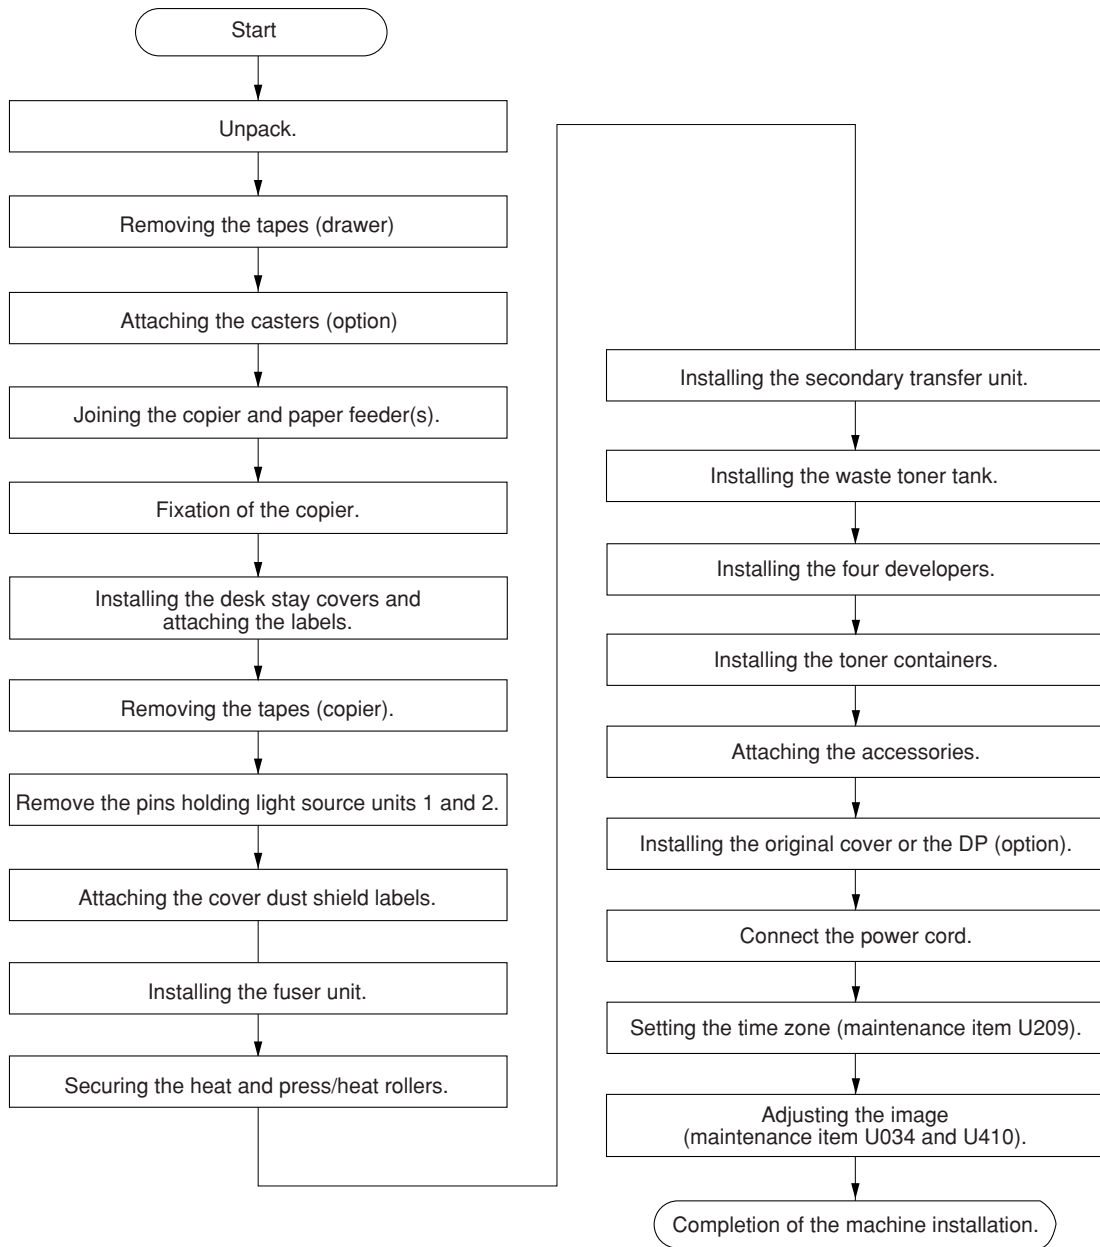 Start
Unpack.
Removing the tapes (drawer)
Attaching the casters (option)
Joining the copier and paper feeder(s).
Fixation of the copier.
Installing the desk stay covers and
attaching the labels.
Removing the tapes (copier).
Remove the pins holding light source units 1 and 2.
Attaching the cover dust shield labels.
Installing the fuser unit.
Securing the heat and press/heat rollers.
Installing the secondary transfer unit.
Installing the waste toner tank.
Installing the four developers.
Installing the toner containers.
Attaching the accessories.
Installing the original cover or the DP (option).
Connect the power cord.
Setting the time zone (maintenance item U209).
Adjusting the image
(maintenance item U034 and U410).
Completion of the machine installation.